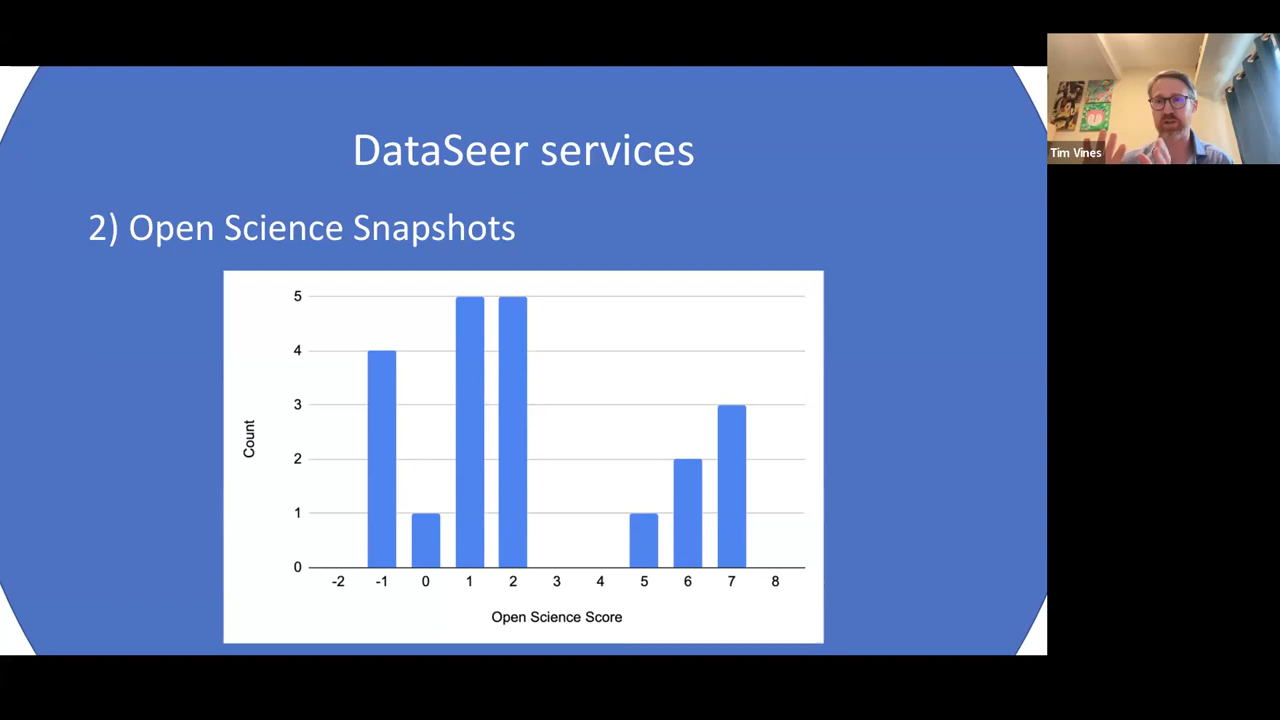 DataSeer services
2) Open Science Snapshots
5
4
3
2
1
0
Count
-2 -1 0 1 2 3 4 5 6 7 8
Open Science Score
Tim Vines